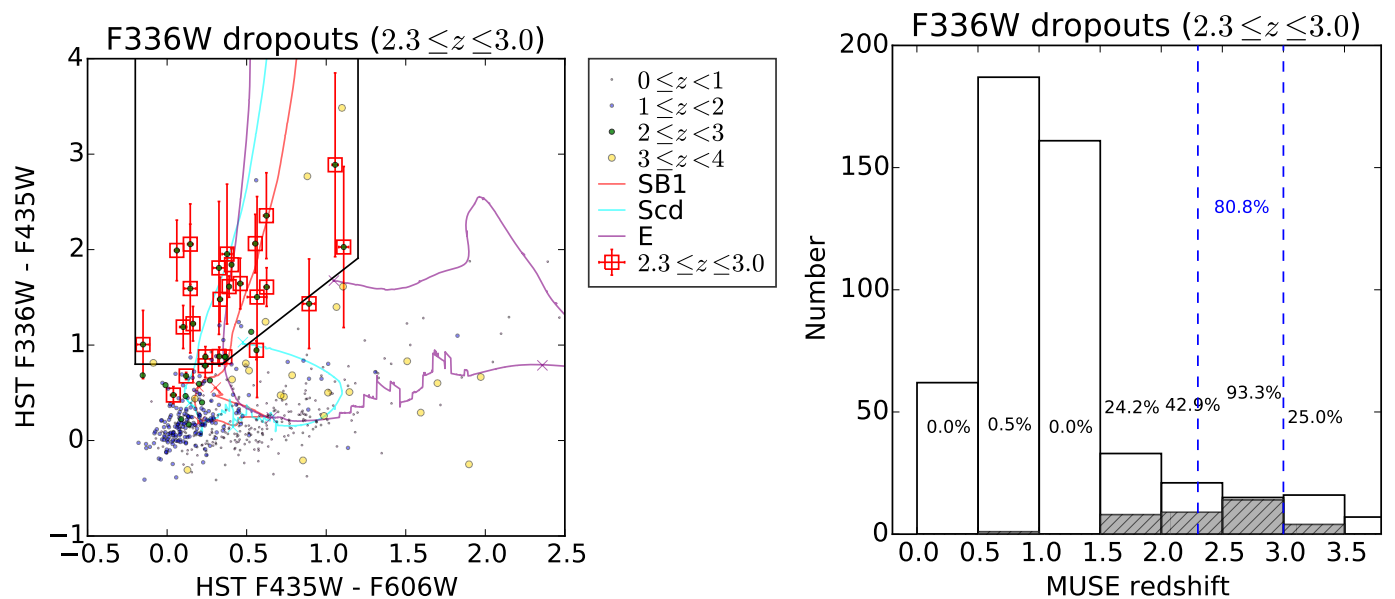 F336W dropouts (2.3 ≤z ≤3.0)
4
3
2
1
0
−1
−0.5
0.0
0.5
1.0
1.5
2.0
2.5
HST F336W - F435W
HST F435W - F606W
0 ≤z <1
1 ≤z <2
2 ≤z <3
3 ≤z <4
SB1
Scd
E
2.3 ≤z ≤3.0
F336W dropouts (2.3 ≤z ≤3.0)
200
150
100
50
0
Number
80.8%
0.0%
0.5%
0.0%
24.2%
42.9%
93.3%
25.0%
0.0
0.5
1.0
1.5
2.0
2.5
3.0
3.5
MUSE redshift